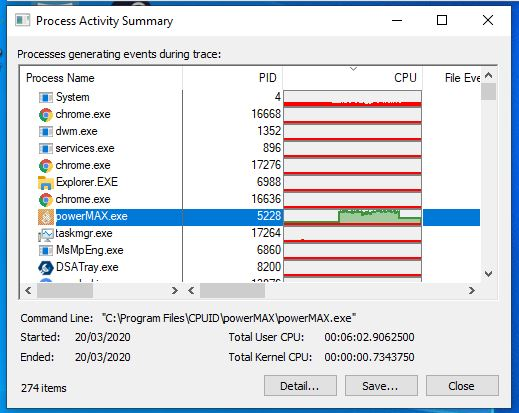 Process Activity Summary
Processes generating events during trace:
Process Name PID CPU File Eve
System 4
chrome.exe 16668
dwm.exe 1352
services.exe 896
chrome.exe 17276
Explorer.EXE 6988
chrome.exe 16636
powerMAX.exe 5228
taskmgr.exe 17264
MsMpEng.exe 6860
DSATray.exe 8200
Command Line: "C:\Program Files\CPUID\powerMAX\powerMAX.exe"
Started: 20/03/2020 Total User CPU: 00:06:02.9062500
Ended: 20/03/2020 Total Kernel CPU: 00:00:00.7343750
274 items Detail... Save... Close